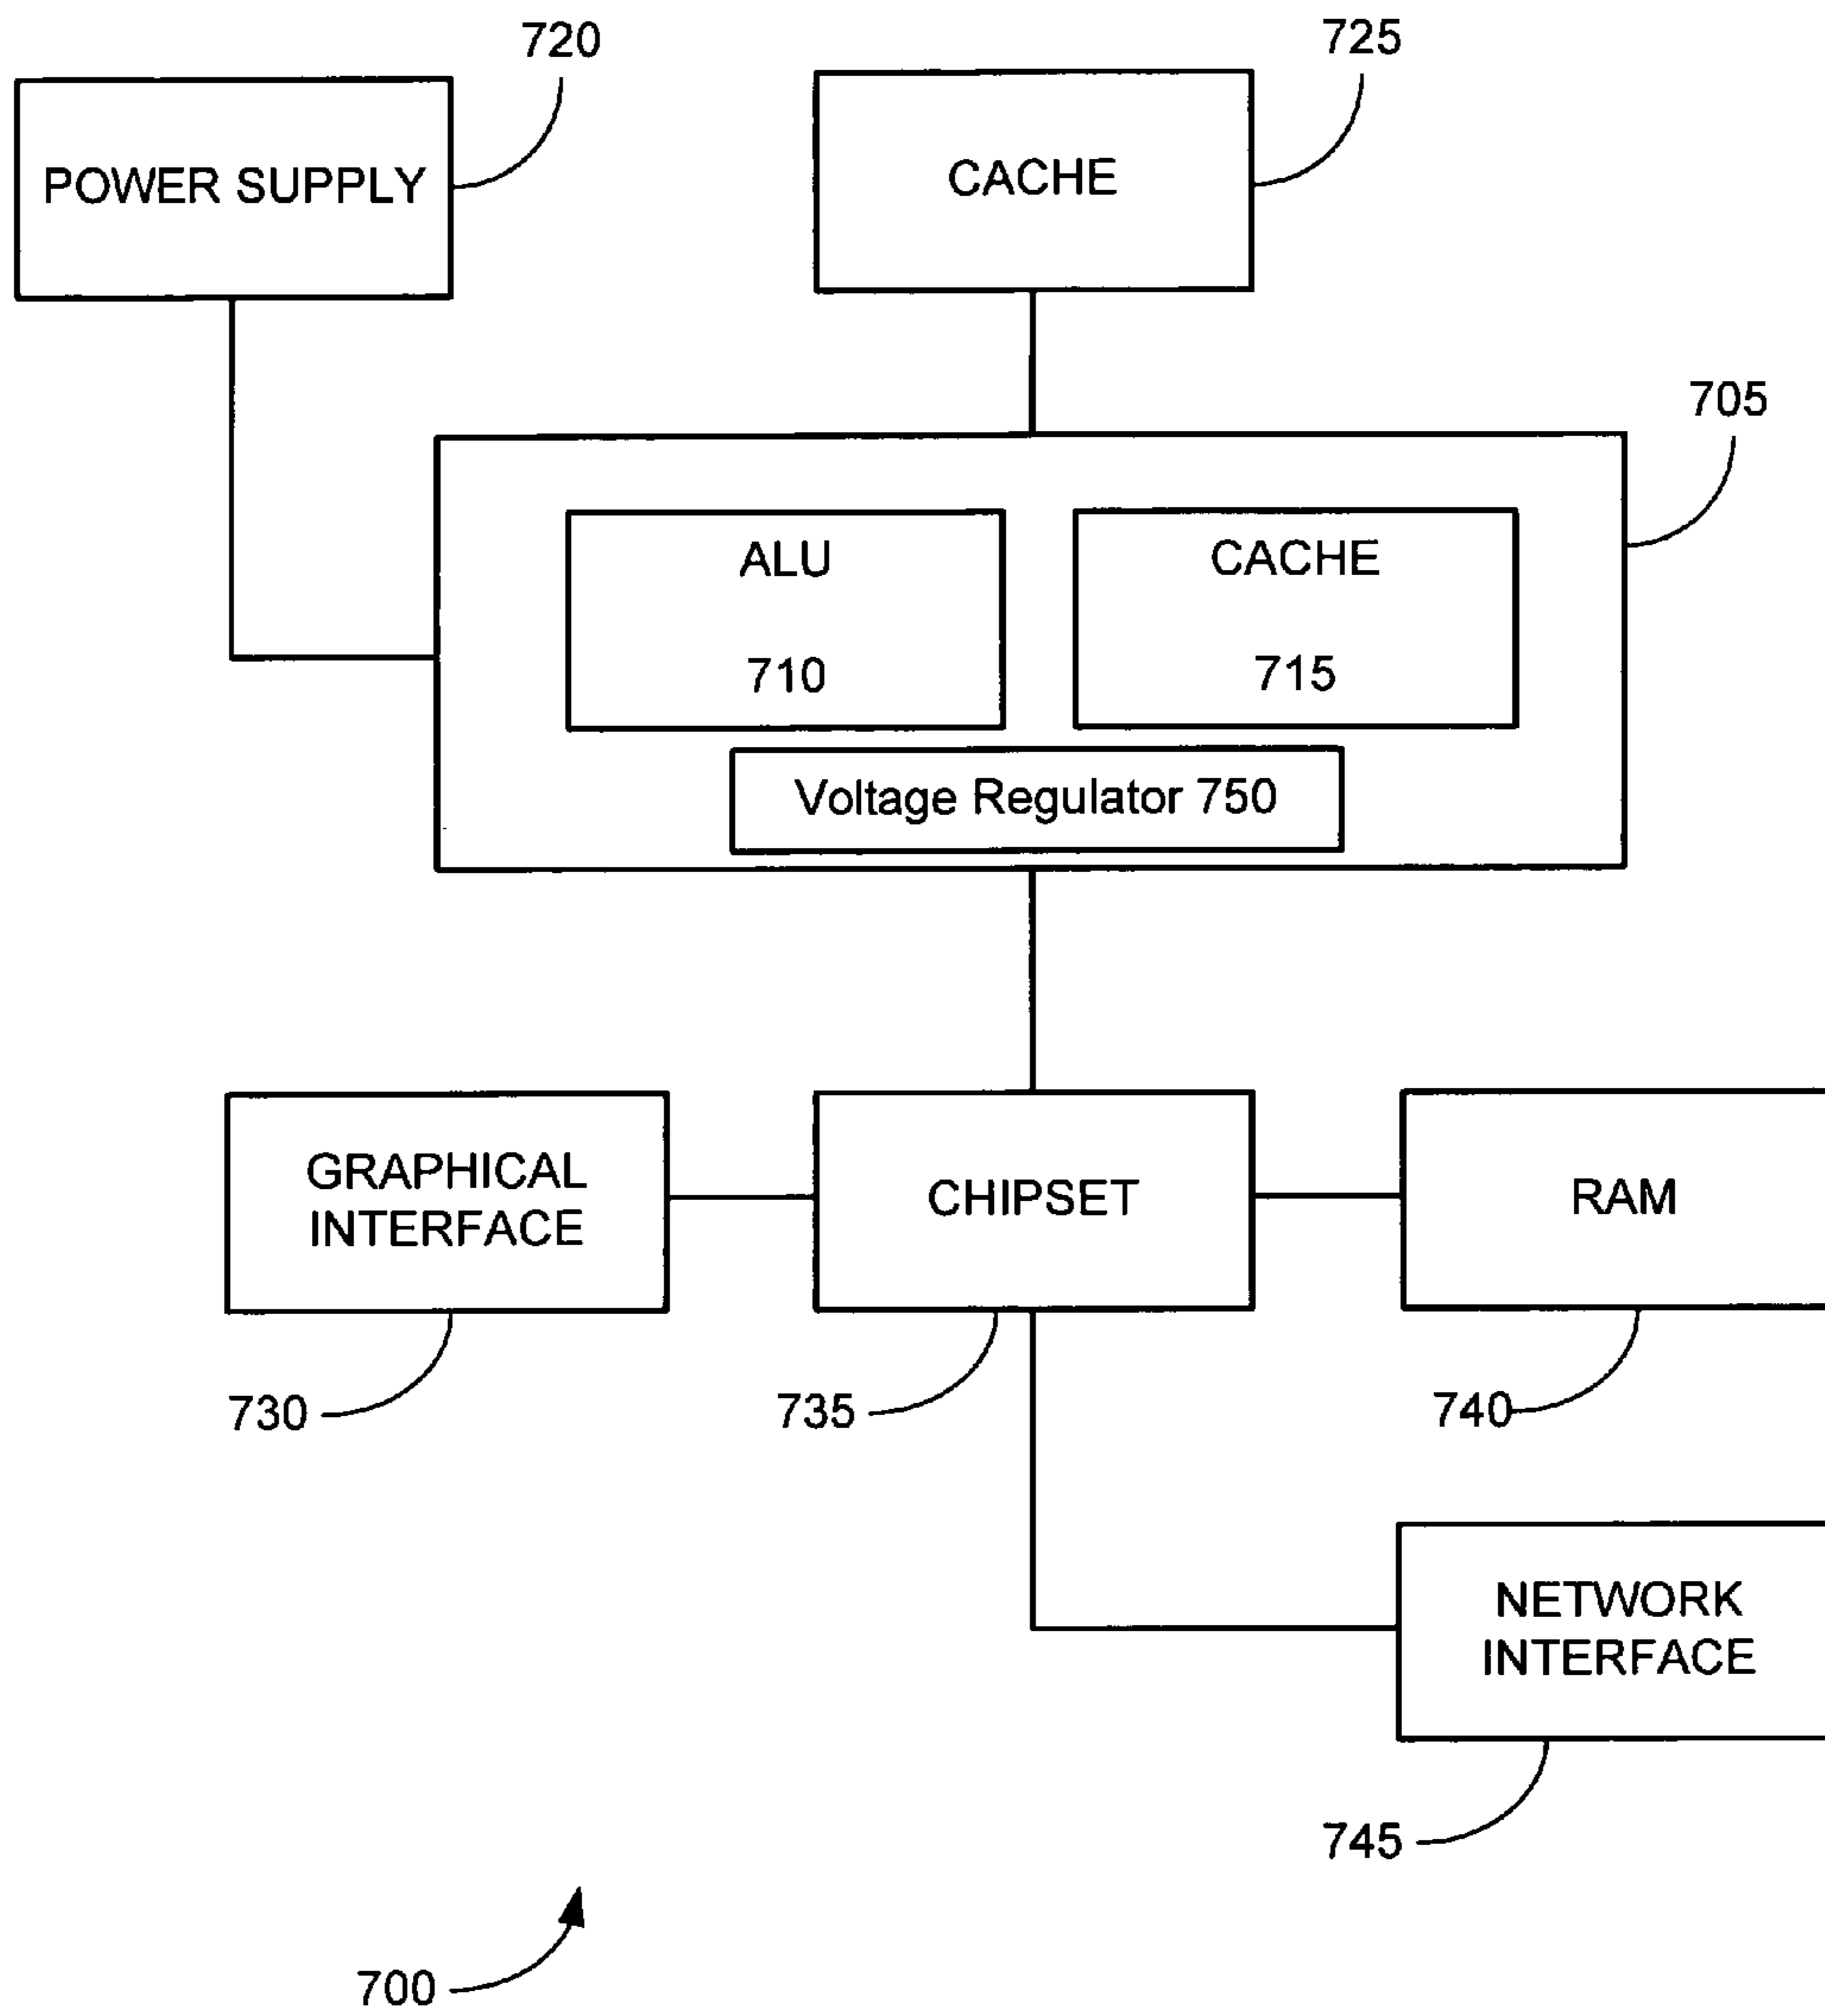 720
725
POWER SUPPLY
CACHE
705
ALU
CACHE
710
715
Voltage Regulator 750
GRAPHICAL
INTERFACE
CHIPSET
RAM
730
735
740
NETWORK
INTERFACE
745
700